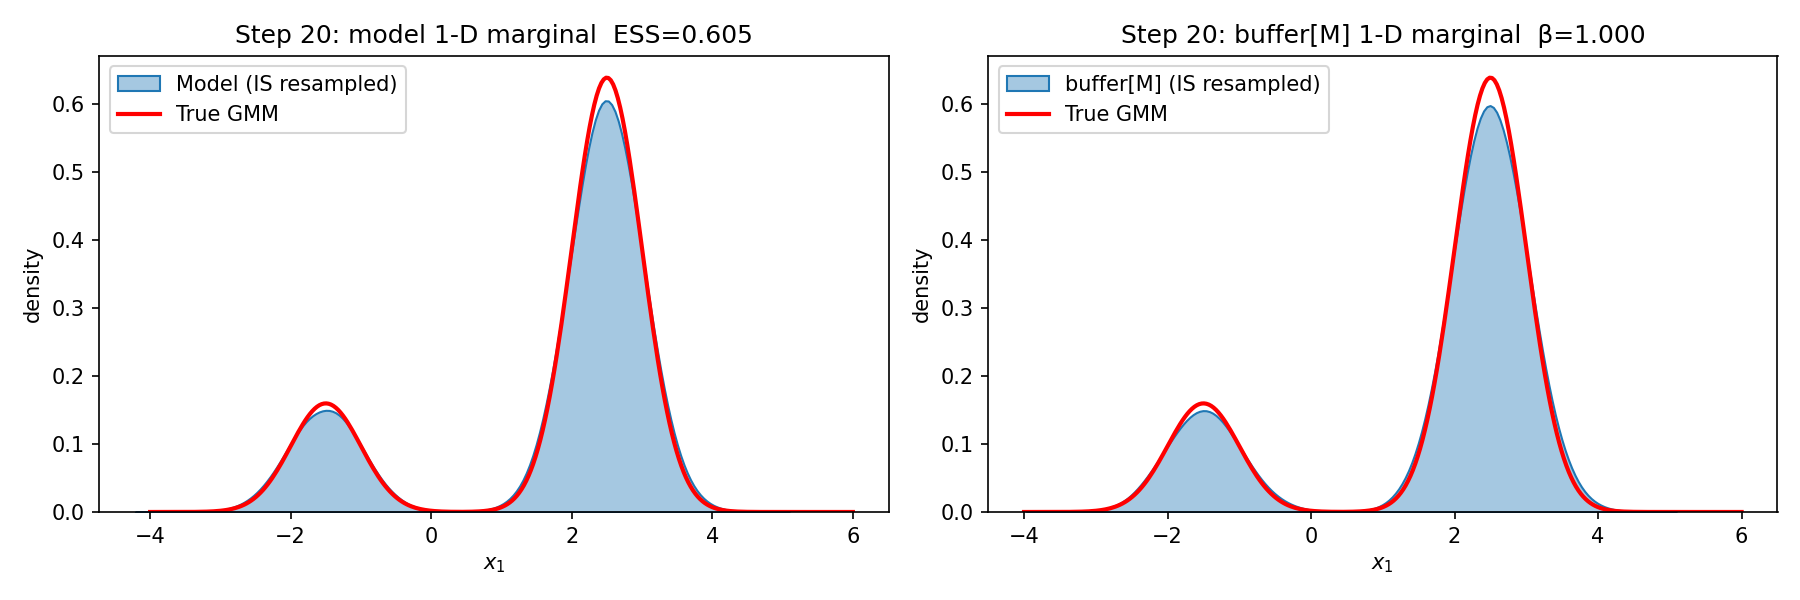 Step 20: model 1-D marginal  ESS=0.605
Model (IS resampled)
True GMM
density
0.6
0.5
0.4
0.3
0.2
0.1
0.0
−4 −2 0 2 4 6
x₁
Step 20: buffer[M] 1-D marginal  β=1.000
buffer[M] (IS resampled)
True GMM
density
0.6
0.5
0.4
0.3
0.2
0.1
0.0
−4 −2 0 2 4 6
x₁